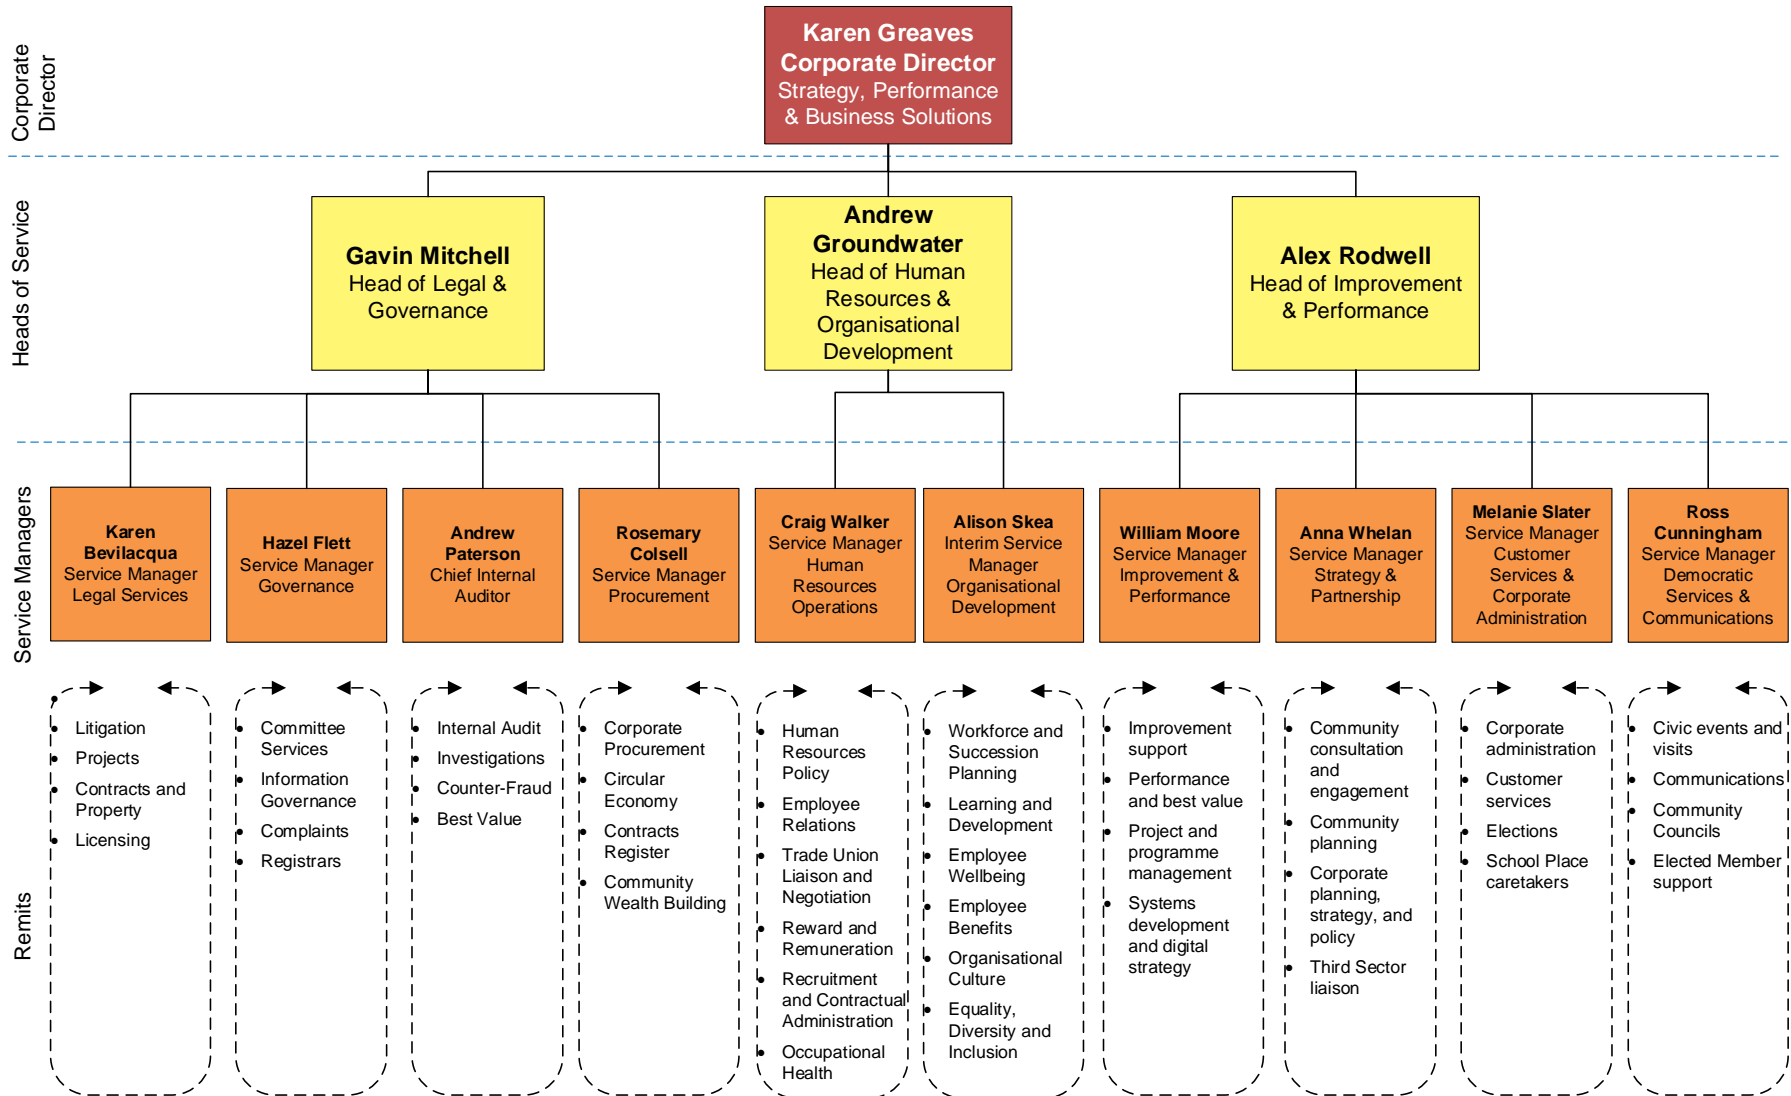 Corporate
Director
Karen Greaves
Corporate Director
Strategy, Performance
& Business Solutions
Heads of Service
Gavin Mitchell
Head of Legal &
Governance
Andrew
Groundwater
Head of Human
Resources &
Organisational
Development
Alex Rodwell
Head of Improvement
& Performance
Service Managers
Karen
Bevilacqua
Service Manager
Legal Services
Hazel Flett
Service Manager
Governance
Andrew
Paterson
Chief Internal
Auditor
Rosemary
Colsell
Service Manager
Procurement
Craig Walker
Service Manager
Human
Resources
Operations
Alison Skea
Interim Service
Manager
Organisational
Development
William Moore
Service Manager
Improvement &
Performance
Anna Whelan
Service Manager
Strategy &
Partnership
Melanie Slater
Service Manager
Customer
Services &
Corporate
Administration
Ross
Cunningham
Service Manager
Democratic
Services &
Communications
Remits
•
• Litigation
• Projects
• Contracts and
Property
• Licensing
• Committee
Services
• Information
Governance
• Complaints
• Registrars
• Internal Audit
• Investigations
• Counter-Fraud
• Best Value
• Corporate
Procurement
• Circular
Economy
• Contracts
Register
• Community
Wealth Building
• Human
Resources
Policy
• Employee
Relations
• Trade Union
Liaison and
Negotiation
• Reward and
Remuneration
• Recruitment
and Contractual
Administration
• Occupational
Health
• Workforce and
Succession
Planning
• Learning and
Development
• Employee
Wellbeing
• Employee
Benefits
• Organisational
Culture
• Equality,
Diversity and
Inclusion
• Improvement
support
• Performance
and best value
• Project and
programme
management
• Systems
development
and digital
strategy
• Community
consultation
and
engagement
• Community
planning
• Corporate
planning,
strategy, and
policy
• Third Sector
liaison
• Corporate
administration
• Customer
services
• Elections
• School Place
caretakers
• Civic events and
visits
• Communications
• Community
Councils
• Elected Member
support